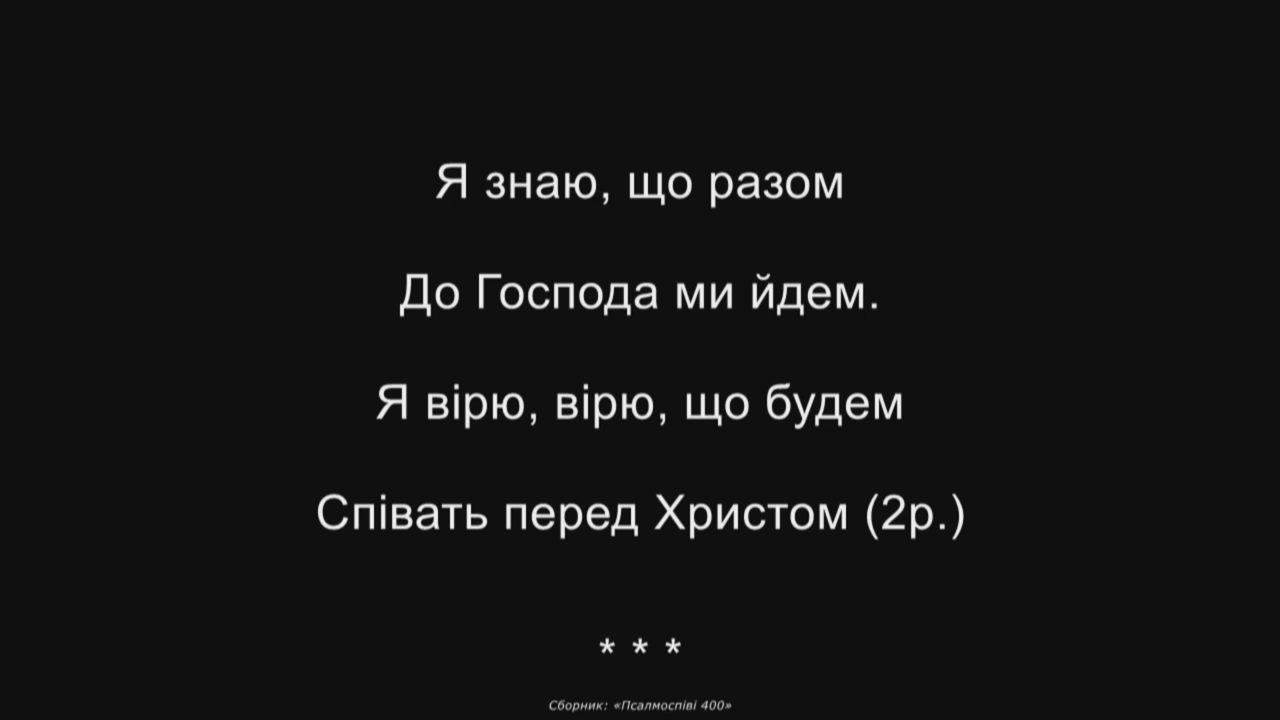 Я знаю, що разом
До Господа ми йдем.
Я вірю, вірю, що будем
Співать перед Христом (2р.)
* * *
Сборник: «Псалмоспіві 400»